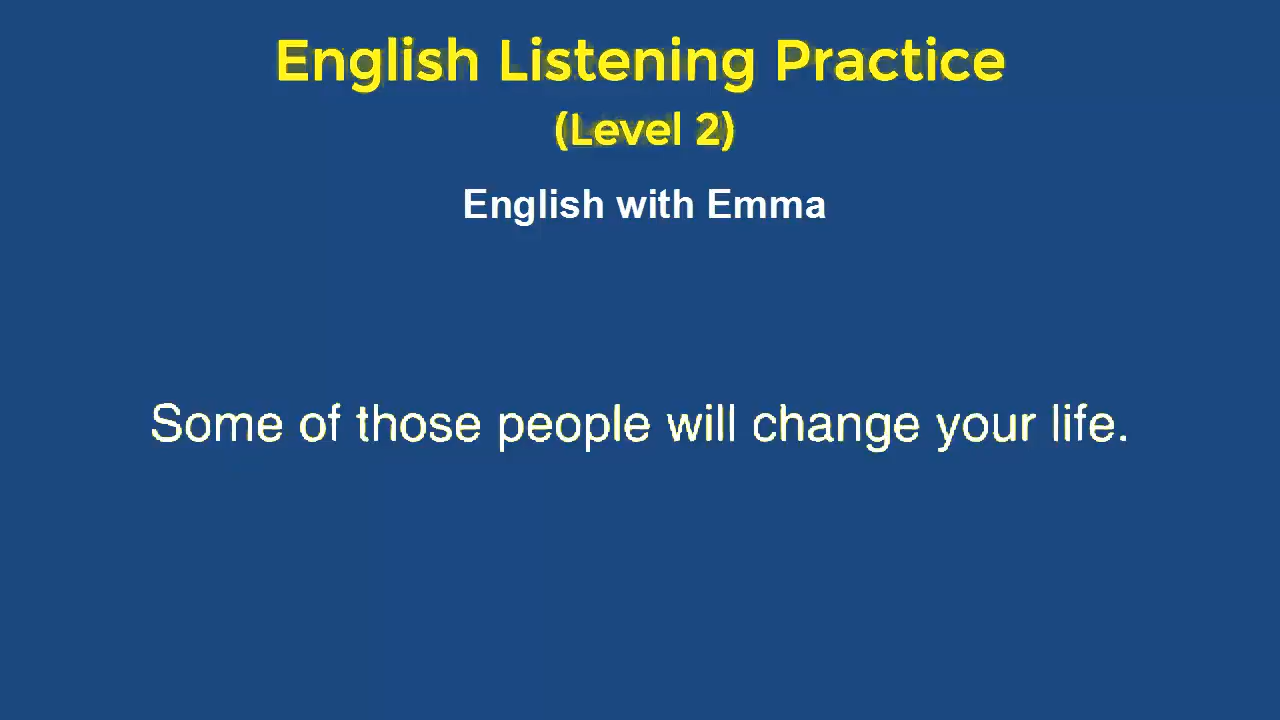 English Listening Practice
(Level 2)
English with Emma
Some of those people will change your life.